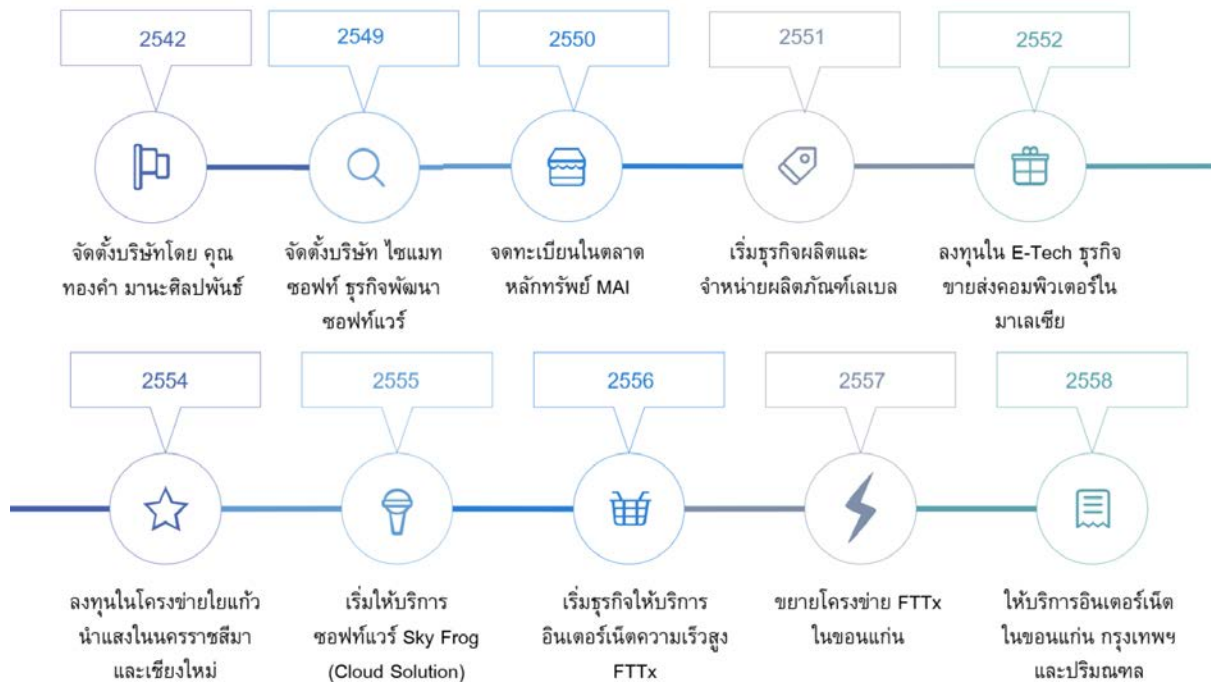 2542
2549
2550
2551
2552
จัดตั้งบริษัทโดย คุณ
ทองคำ มานะศิลปพันธ์
จัดตั้งบริษัท ไซแมท
ซอฟท์ ธุรกิจพัฒนา
ซอฟท์แวร์
จดทะเบียนในตลาด
หลักทรัพย์ MAI
เริ่มธุรกิจผลิตและ
จำหน่ายผลิตภัณฑ์เลเบล
ลงทุนใน E-Tech ธุรกิจ
ขายส่งคอมพิวเตอร์ใน
มาเลเซีย
2554
2555
2556
2557
2558
ลงทุนในโครงข่ายใยแก้ว
นำแสงในนครราชสีมา
และเชียงใหม่
เริ่มให้บริการ
ซอฟท์แวร์ Sky Frog
(Cloud Solution)
เริ่มธุรกิจให้บริการ
อินเตอร์เน็ตความเร็วสูง
FTTx
ขยายโครงข่าย FTTx
ในขอนแก่น
ให้บริการอินเตอร์เน็ต
ในขอนแก่น กรุงเทพฯ
และปริมณฑล